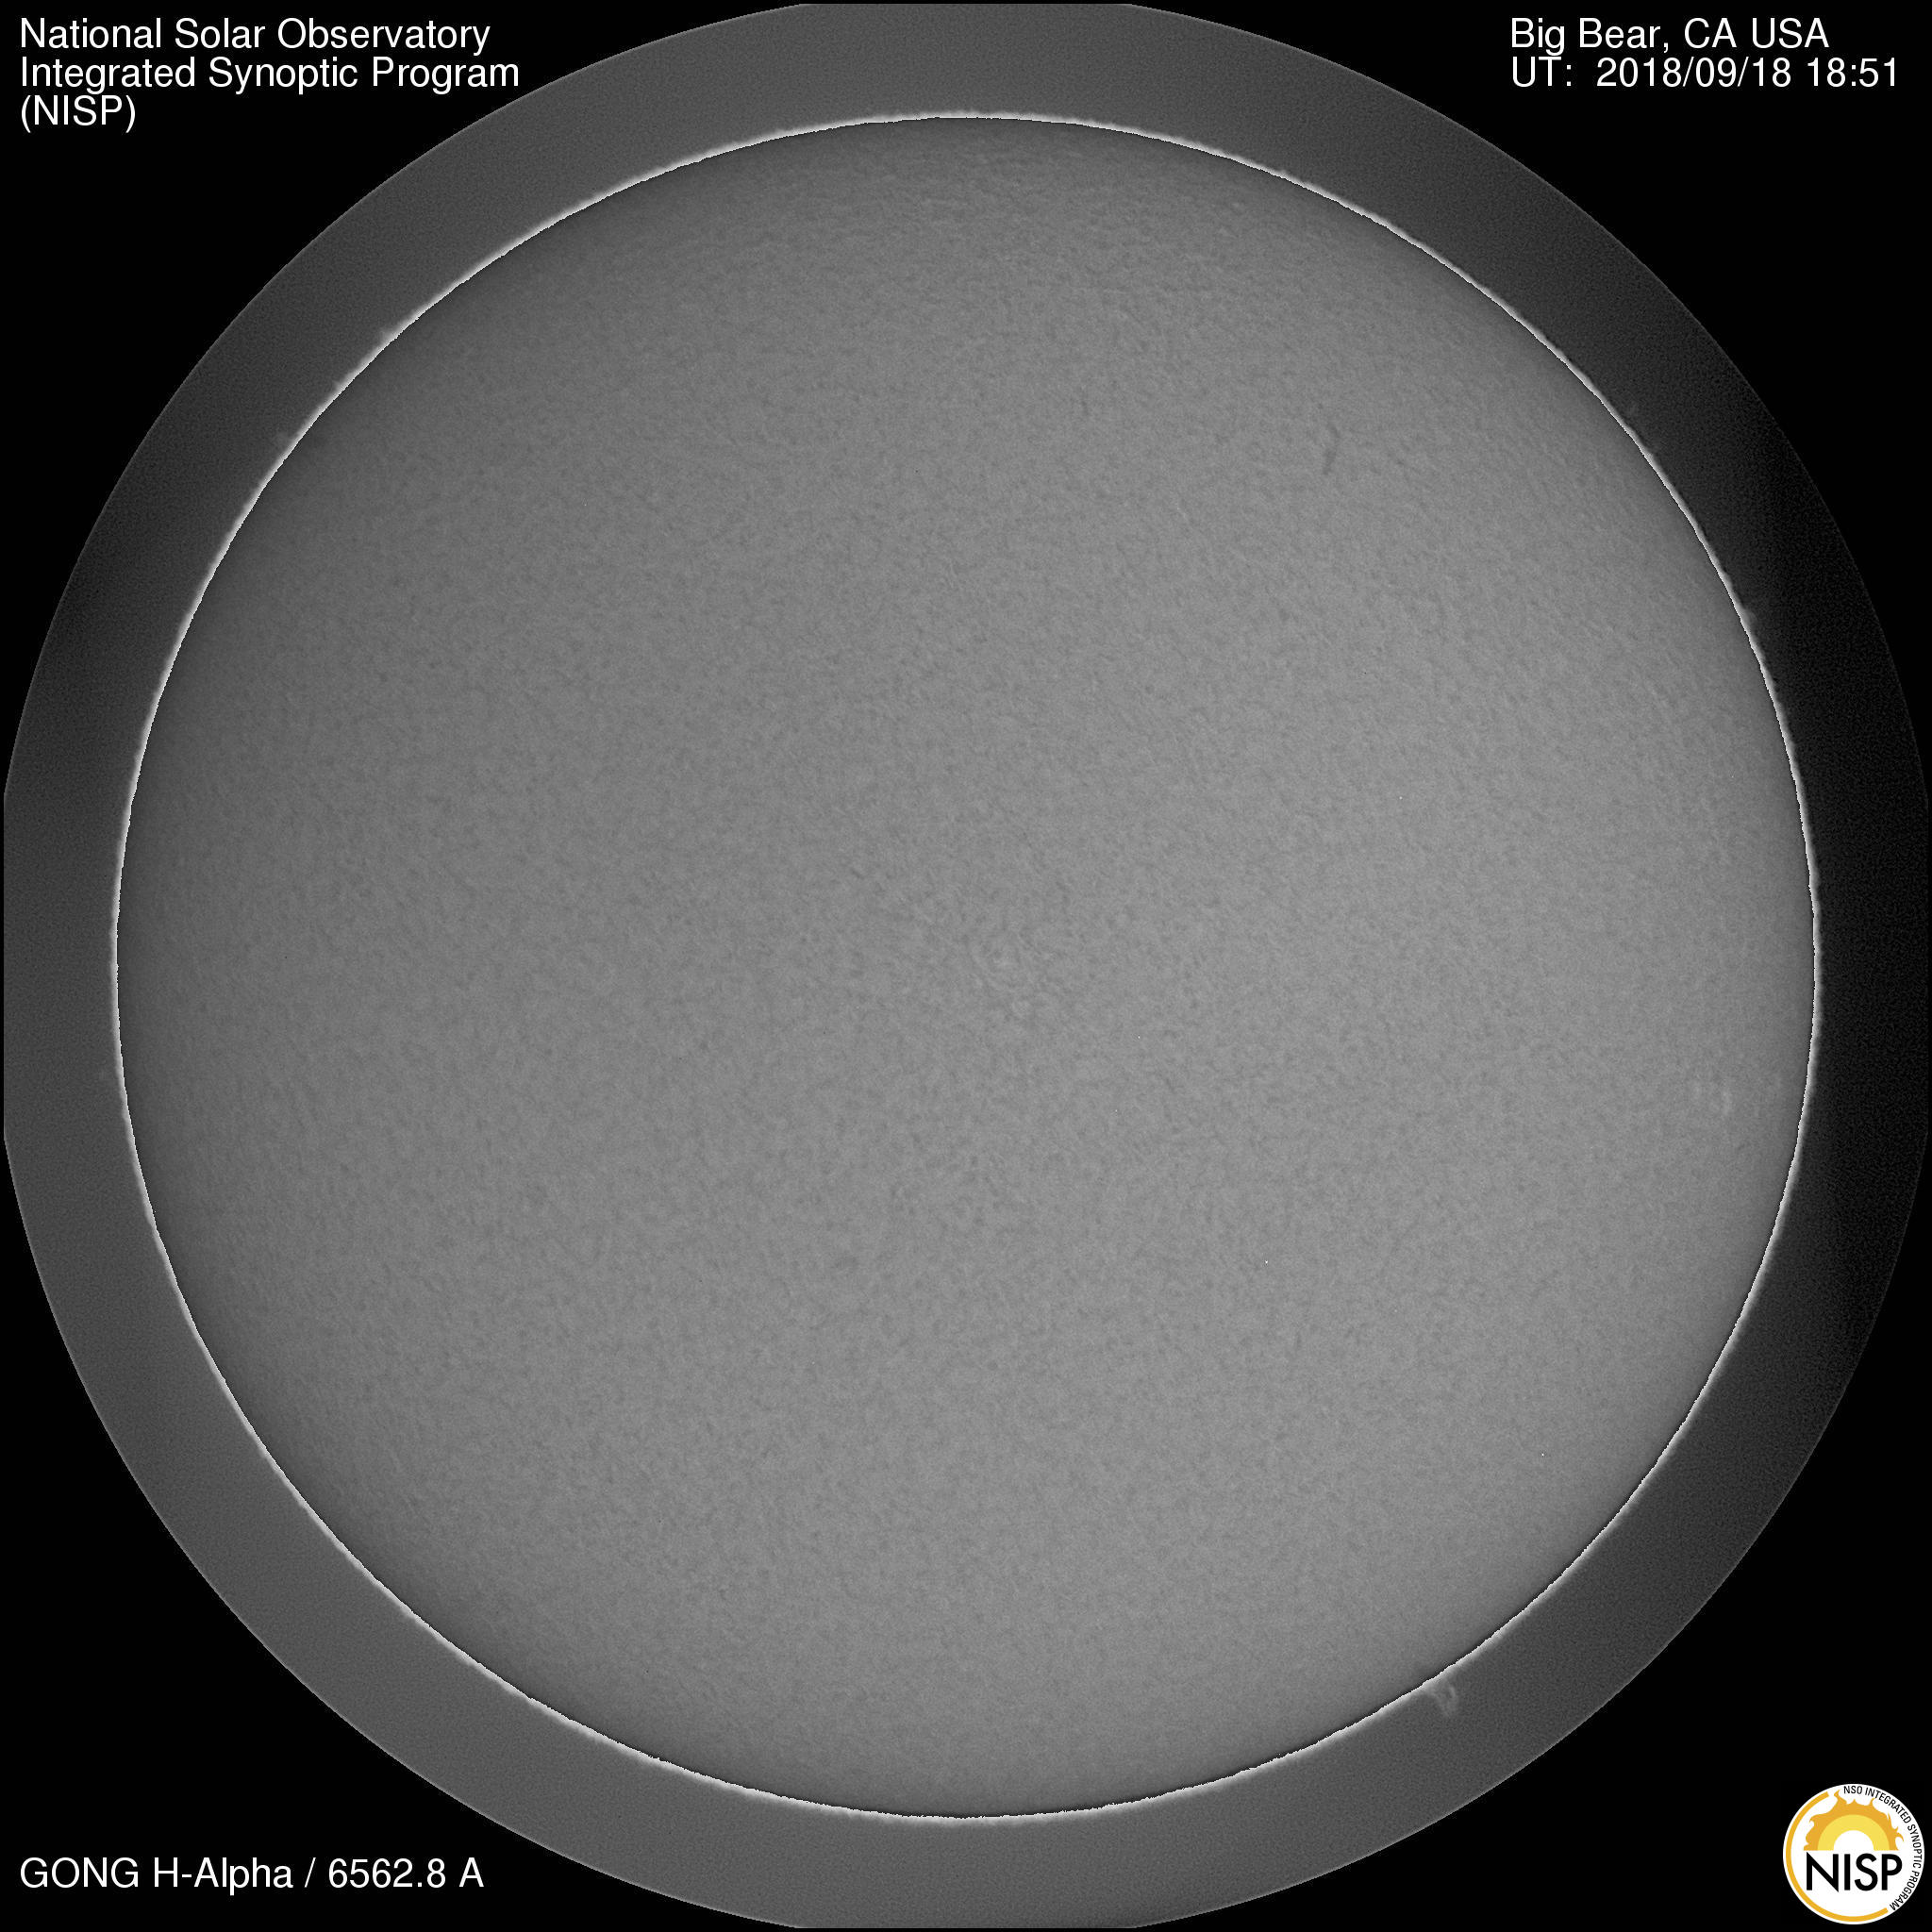 National Solar Observatory
Integrated Synoptic Program
(NISP)
Big Bear, CA USA
UT: 2018/09/18 18:51
GONG H-Alpha / 6562.8 A
NSO INTEGRATED SYNOPTIC PROGRAM
NISP